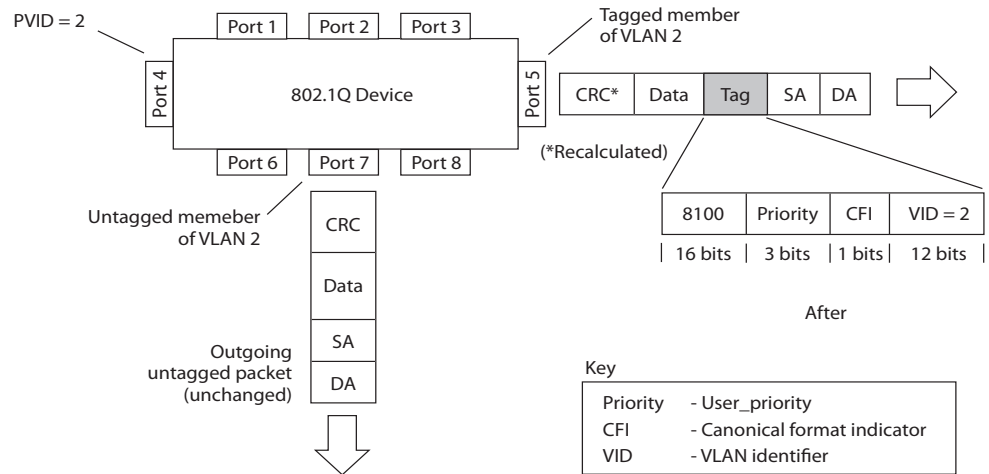 PVID = 2
Port 1
Port 2
Port 3
Tagged member
of VLAN 2
Port 4
802.1Q Device
Port 5
CRC*
Data
Tag
SA
DA
(*Recalculated)
Port 6
Port 7
Port 8
Untagged memeber
of VLAN 2
CRC
Data
SA
DA
8100
Priority
CFI
VID = 2
16 bits
3 bits
1 bits
12 bits
After
Outgoing
untagged packet
(unchanged)
Key
Priority - User_priority
CFI - Canonical format indicator
VID - VLAN identifier